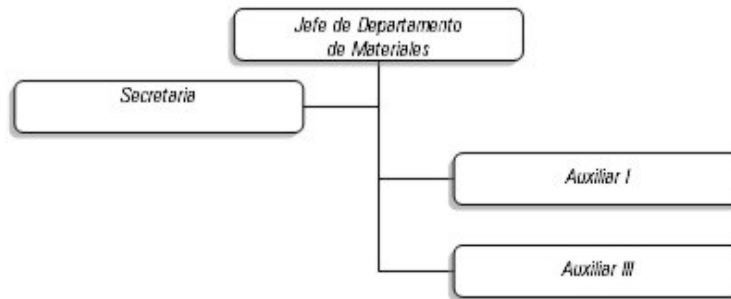 Jefe de Departamento
de Materiales
Secretaria
Auxiliar I
Auxiliar III